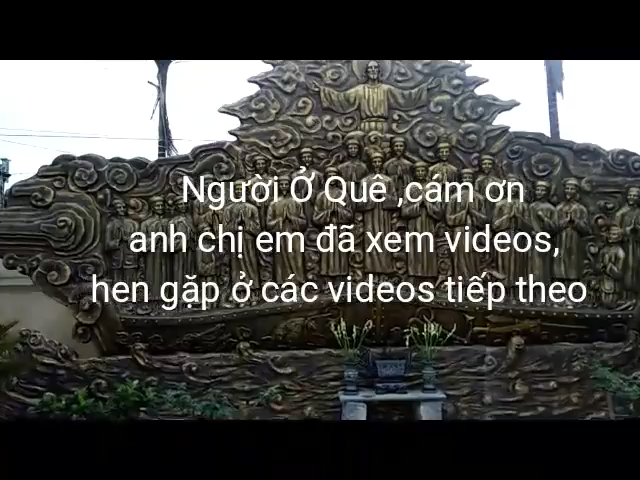 Người Ở Quê ,cám ơn
anh chị em đã xem videos,
hen gặp ở các videos tiếp theo